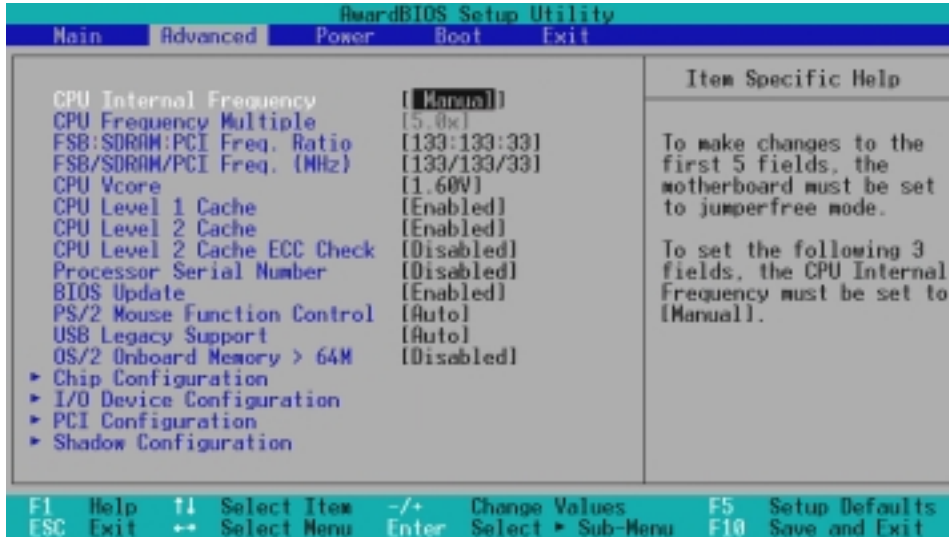 AwardBIOS Setup Utility
Main Advanced Power Boot Exit
CPU Internal Frequency [ Manual]
CPU Frequency Multiple [5.0x]
FSB:SDRAM:PCI Freq. Ratio [133:133:33]
FSB/SDRAM/PCI Freq. (MHz) [133/133/33]
CPU Vcore [1.60V]
CPU Level 1 Cache [Enabled]
CPU Level 2 Cache [Enabled]
CPU Level 2 Cache ECC Check [Disabled]
Processor Serial Number [Disabled]
BIOS Update [Enabled]
PS/2 Mouse Function Control [Auto]
USB Legacy Support [Auto]
OS/2 Onboard Memory > 64M [Disabled]
► Chip Configuration
► I/O Device Configuration
► PCI Configuration
► Shadow Configuration
Item Specific Help
To make changes to the
first 5 fields, the
motherboard must be set
to jumperfree mode.
To set the following 3
fields, the CPU Internal
Frequency must be set to
[Manual].
F1 Help ↑↓ Select Item -/+ Change Values F5 Setup Defaults
ESC Exit ↔ Select Menu Enter Select ► Sub-Menu F10 Save and Exit